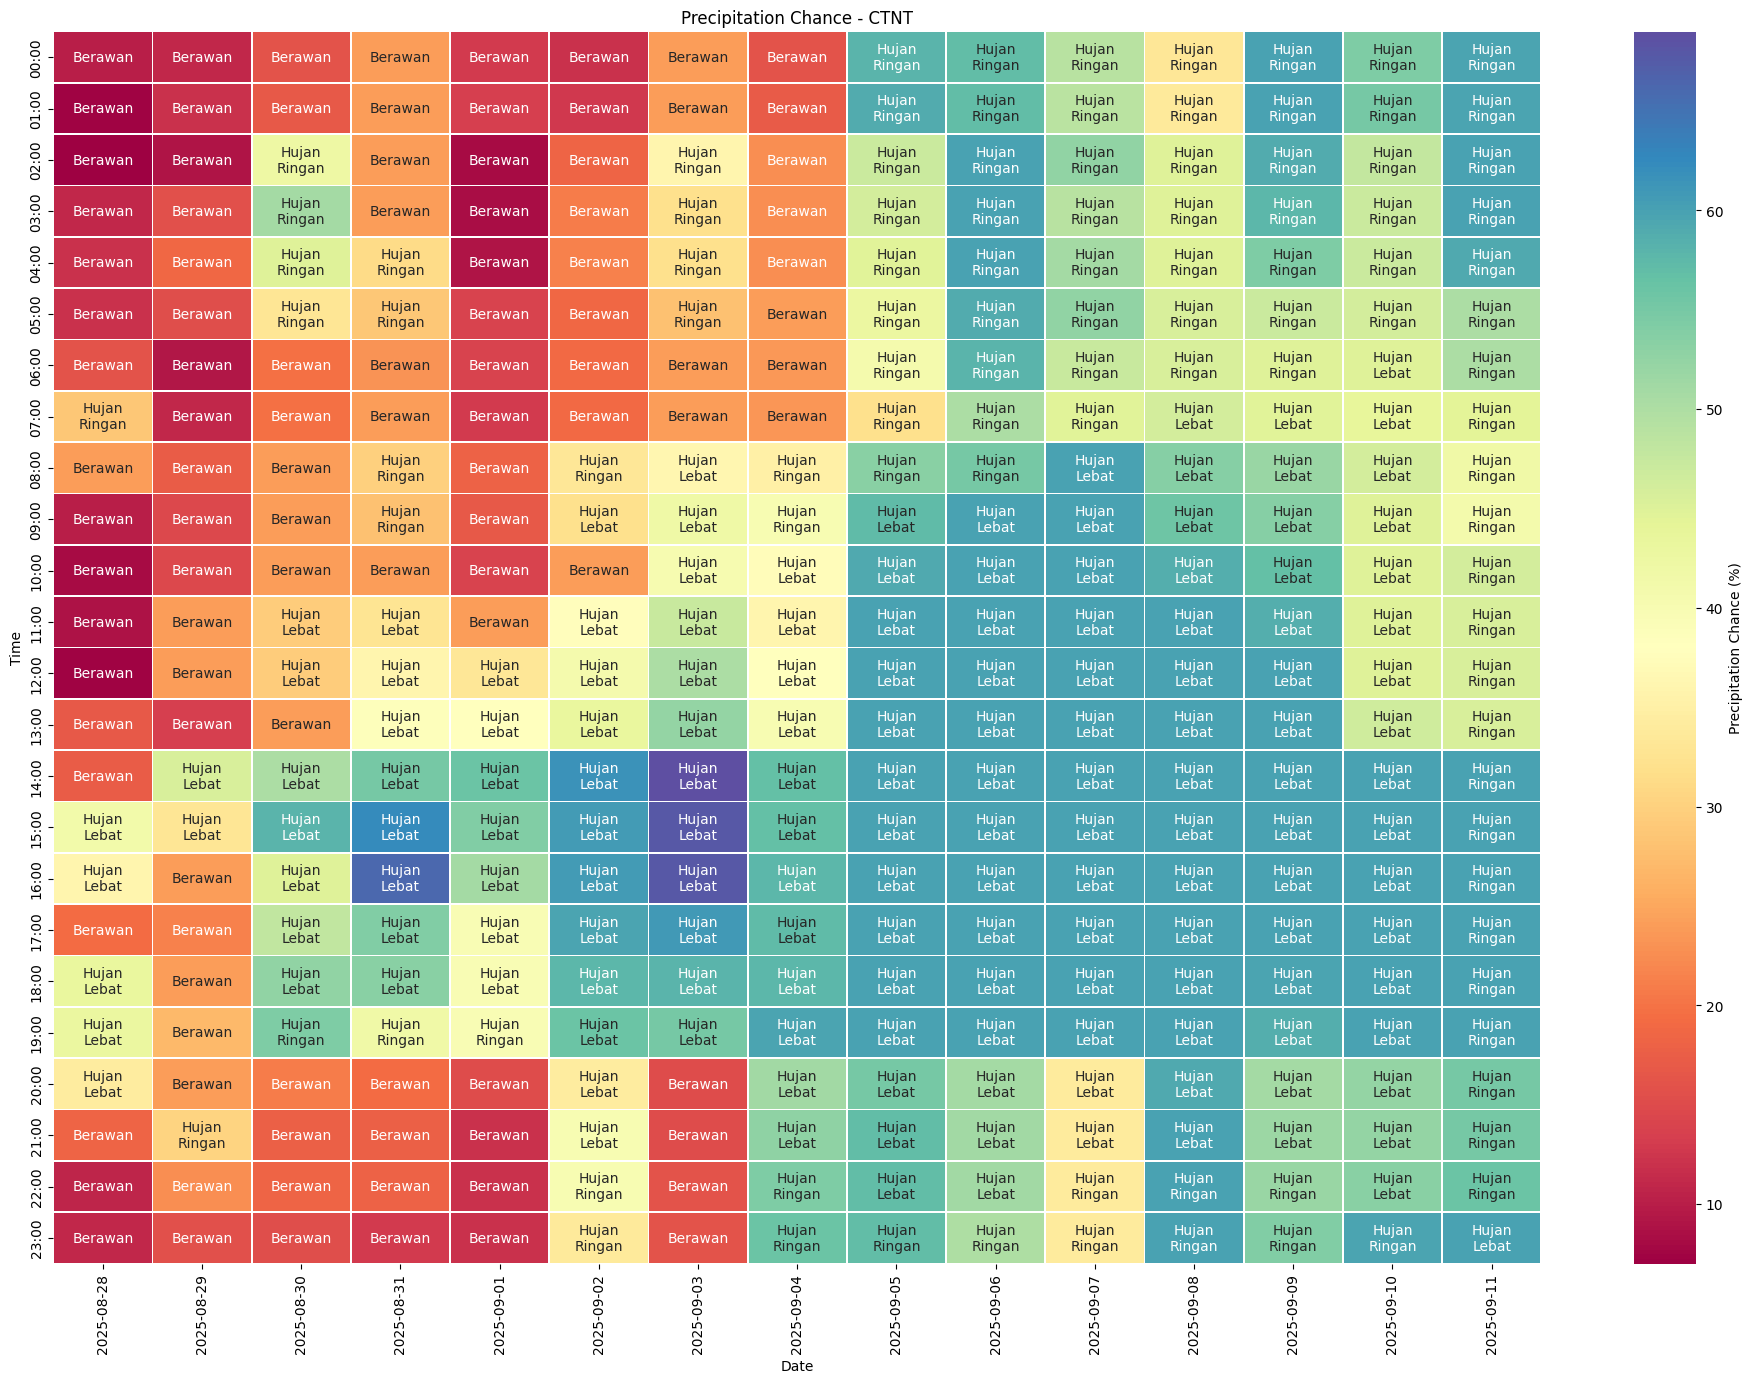 Precipitation Chance - CTNT
Time
00:00 Berawan Berawan Berawan Berawan Berawan Berawan Berawan Berawan Hujan Ringan Hujan Ringan Hujan Ringan Hujan Ringan Hujan Ringan Hujan Ringan Hujan Ringan
01:00 Berawan Berawan Berawan Berawan Berawan Berawan Berawan Berawan Hujan Ringan Hujan Ringan Hujan Ringan Hujan Ringan Hujan Ringan Hujan Ringan Hujan Ringan
02:00 Berawan Berawan Hujan Ringan Berawan Berawan Berawan Hujan Ringan Berawan Hujan Ringan Hujan Ringan Hujan Ringan Hujan Ringan Hujan Ringan Hujan Ringan Hujan Ringan
03:00 Berawan Berawan Hujan Ringan Berawan Berawan Berawan Hujan Ringan Berawan Hujan Ringan Hujan Ringan Hujan Ringan Hujan Ringan Hujan Ringan Hujan Ringan Hujan Ringan
04:00 Berawan Berawan Hujan Ringan Hujan Ringan Berawan Berawan Hujan Ringan Berawan Hujan Ringan Hujan Ringan Hujan Ringan Hujan Ringan Hujan Ringan Hujan Ringan Hujan Ringan
05:00 Berawan Berawan Hujan Ringan Hujan Ringan Berawan Berawan Hujan Ringan Berawan Hujan Ringan Hujan Ringan Hujan Ringan Hujan Ringan Hujan Ringan Hujan Ringan Hujan Ringan
06:00 Berawan Berawan Berawan Berawan Berawan Berawan Berawan Berawan Hujan Ringan Hujan Ringan Hujan Ringan Hujan Ringan Hujan Ringan Hujan Lebat Hujan Ringan
07:00 Hujan Ringan Berawan Berawan Berawan Berawan Berawan Berawan Berawan Hujan Ringan Hujan Ringan Hujan Ringan Hujan Lebat Hujan Lebat Hujan Lebat Hujan Ringan
08:00 Berawan Berawan Berawan Hujan Ringan Berawan Hujan Ringan Hujan Lebat Hujan Ringan Hujan Ringan Hujan Ringan Hujan Lebat Hujan Lebat Hujan Lebat Hujan Lebat Hujan Ringan
09:00 Berawan Berawan Berawan Hujan Ringan Berawan Hujan Lebat Hujan Lebat Hujan Ringan Hujan Lebat Hujan Lebat Hujan Lebat Hujan Lebat Hujan Lebat Hujan Lebat Hujan Ringan
10:00 Berawan Berawan Berawan Berawan Berawan Berawan Hujan Lebat Hujan Lebat Hujan Lebat Hujan Lebat Hujan Lebat Hujan Lebat Hujan Lebat Hujan Lebat Hujan Ringan
11:00 Berawan Berawan Hujan Lebat Hujan Lebat Berawan Hujan Lebat Hujan Lebat Hujan Lebat Hujan Lebat Hujan Lebat Hujan Lebat Hujan Lebat Hujan Lebat Hujan Lebat Hujan Ringan
12:00 Berawan Berawan Hujan Lebat Hujan Lebat Hujan Lebat Hujan Lebat Hujan Lebat Hujan Lebat Hujan Lebat Hujan Lebat Hujan Lebat Hujan Lebat Hujan Lebat Hujan Lebat Hujan Ringan
13:00 Berawan Berawan Berawan Hujan Lebat Hujan Lebat Hujan Lebat Hujan Lebat Hujan Lebat Hujan Lebat Hujan Lebat Hujan Lebat Hujan Lebat Hujan Lebat Hujan Lebat Hujan Ringan
14:00 Berawan Hujan Lebat Hujan Lebat Hujan Lebat Hujan Lebat Hujan Lebat Hujan Lebat Hujan Lebat Hujan Lebat Hujan Lebat Hujan Lebat Hujan Lebat Hujan Lebat Hujan Lebat Hujan Ringan
15:00 Hujan Lebat Hujan Lebat Hujan Lebat Hujan Lebat Hujan Lebat Hujan Lebat Hujan Lebat Hujan Lebat Hujan Lebat Hujan Lebat Hujan Lebat Hujan Lebat Hujan Lebat Hujan Lebat Hujan Ringan
16:00 Hujan Lebat Berawan Hujan Lebat Hujan Lebat Hujan Lebat Hujan Lebat Hujan Lebat Hujan Lebat Hujan Lebat Hujan Lebat Hujan Lebat Hujan Lebat Hujan Lebat Hujan Lebat Hujan Ringan
17:00 Berawan Berawan Hujan Lebat Hujan Lebat Hujan Lebat Hujan Lebat Hujan Lebat Hujan Lebat Hujan Lebat Hujan Lebat Hujan Lebat Hujan Lebat Hujan Lebat Hujan Lebat Hujan Ringan
18:00 Hujan Lebat Berawan Hujan Lebat Hujan Lebat Hujan Lebat Hujan Lebat Hujan Lebat Hujan Lebat Hujan Lebat Hujan Lebat Hujan Lebat Hujan Lebat Hujan Lebat Hujan Lebat Hujan Ringan
19:00 Hujan Lebat Berawan Hujan Ringan Hujan Ringan Hujan Ringan Hujan Lebat Hujan Lebat Hujan Lebat Hujan Lebat Hujan Lebat Hujan Lebat Hujan Lebat Hujan Lebat Hujan Lebat Hujan Ringan
20:00 Hujan Lebat Berawan Berawan Berawan Berawan Hujan Lebat Berawan Hujan Lebat Hujan Lebat Hujan Lebat Hujan Lebat Hujan Lebat Hujan Lebat Hujan Lebat Hujan Ringan
21:00 Berawan Hujan Ringan Berawan Berawan Berawan Hujan Lebat Berawan Hujan Lebat Hujan Lebat Hujan Lebat Hujan Lebat Hujan Lebat Hujan Lebat Hujan Lebat Hujan Ringan
22:00 Berawan Berawan Berawan Berawan Berawan Hujan Ringan Berawan Hujan Ringan Hujan Lebat Hujan Lebat Hujan Ringan Hujan Ringan Hujan Ringan Hujan Lebat Hujan Ringan
23:00 Berawan Berawan Berawan Berawan Berawan Hujan Ringan Berawan Hujan Ringan Hujan Ringan Hujan Ringan Hujan Ringan Hujan Ringan Hujan Ringan Hujan Ringan Hujan Lebat
2025-08-28 2025-08-29 2025-08-30 2025-08-31 2025-09-01 2025-09-02 2025-09-03 2025-09-04 2025-09-05 2025-09-06 2025-09-07 2025-09-08 2025-09-09 2025-09-10 2025-09-11
Date
60
50
40
30
20
10
Precipitation Chance (%)